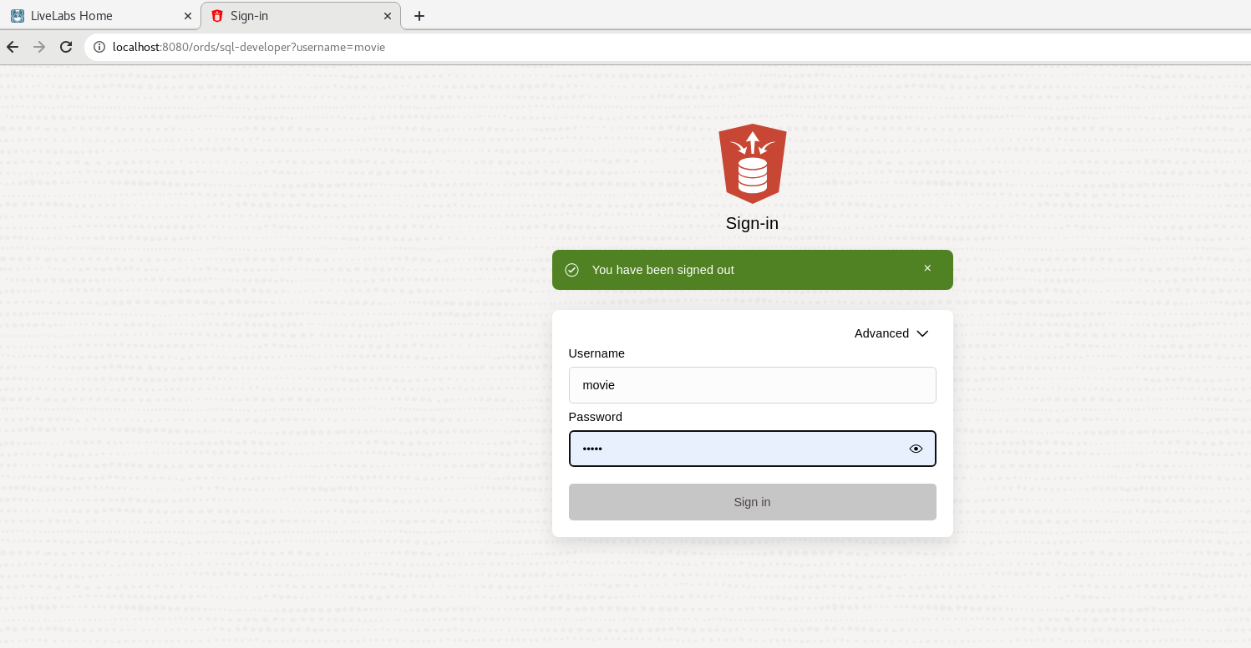 LiveLabs Home
Sign-in
localhost:8080/ords/sql-developer?username=movie
Sign-in
You have been signed out
Advanced
Username
movie
Password
•••••
Sign in